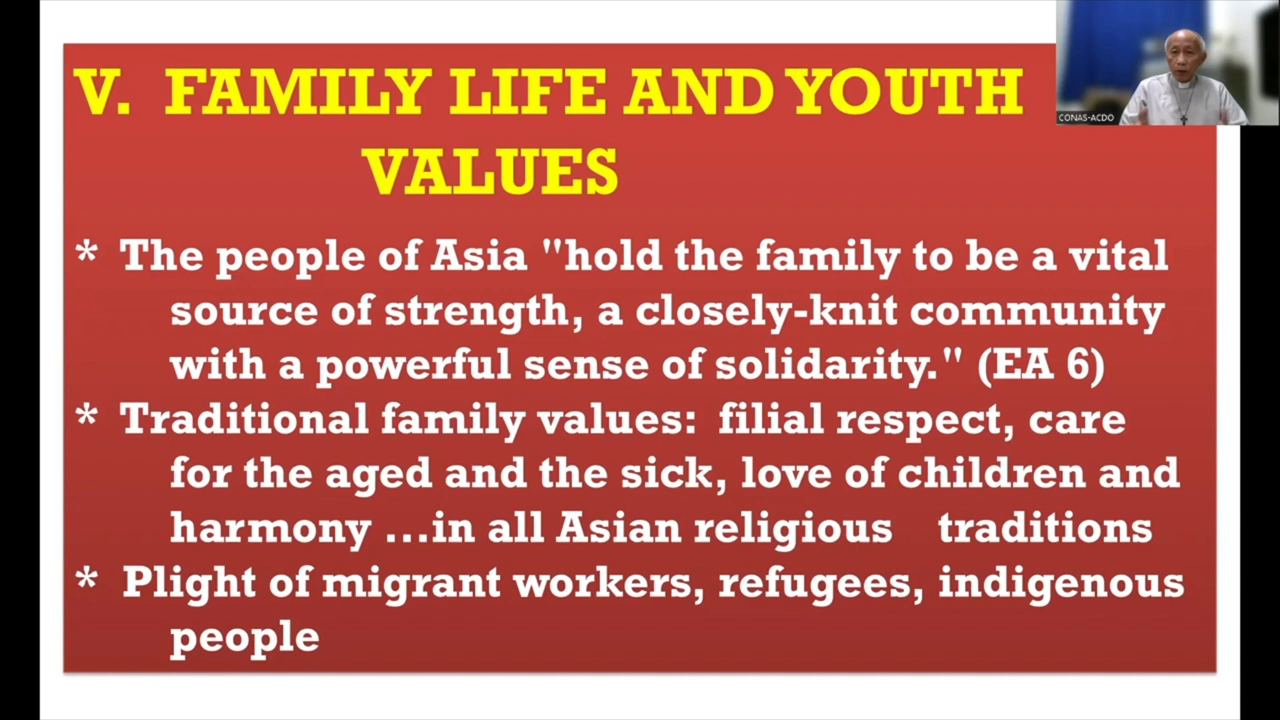 V. FAMILY LIFE AND YOUTH
VALUES
CONAS-ACDO
* The people of Asia "hold the family to be a vital
source of strength, a closely-knit community
with a powerful sense of solidarity." (EA 6)
* Traditional family values: filial respect, care
for the aged and the sick, love of children and
harmony ...in all Asian religious traditions
* Plight of migrant workers, refugees, indigenous
people